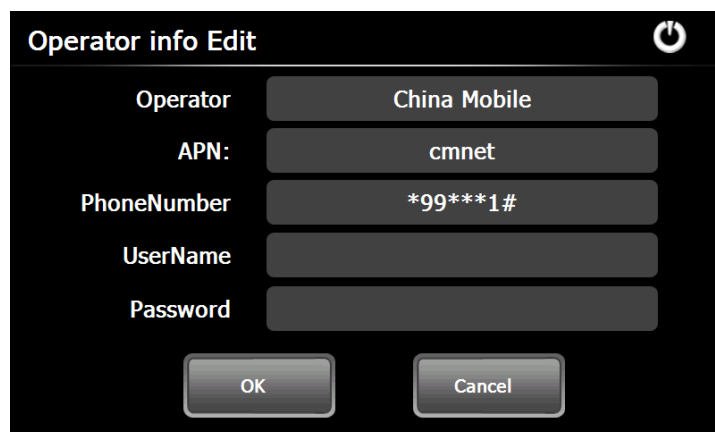 Operator info Edit
Operator China Mobile
APN: cmnet
PhoneNumber *99***1#
UserName
Password
OK Cancel